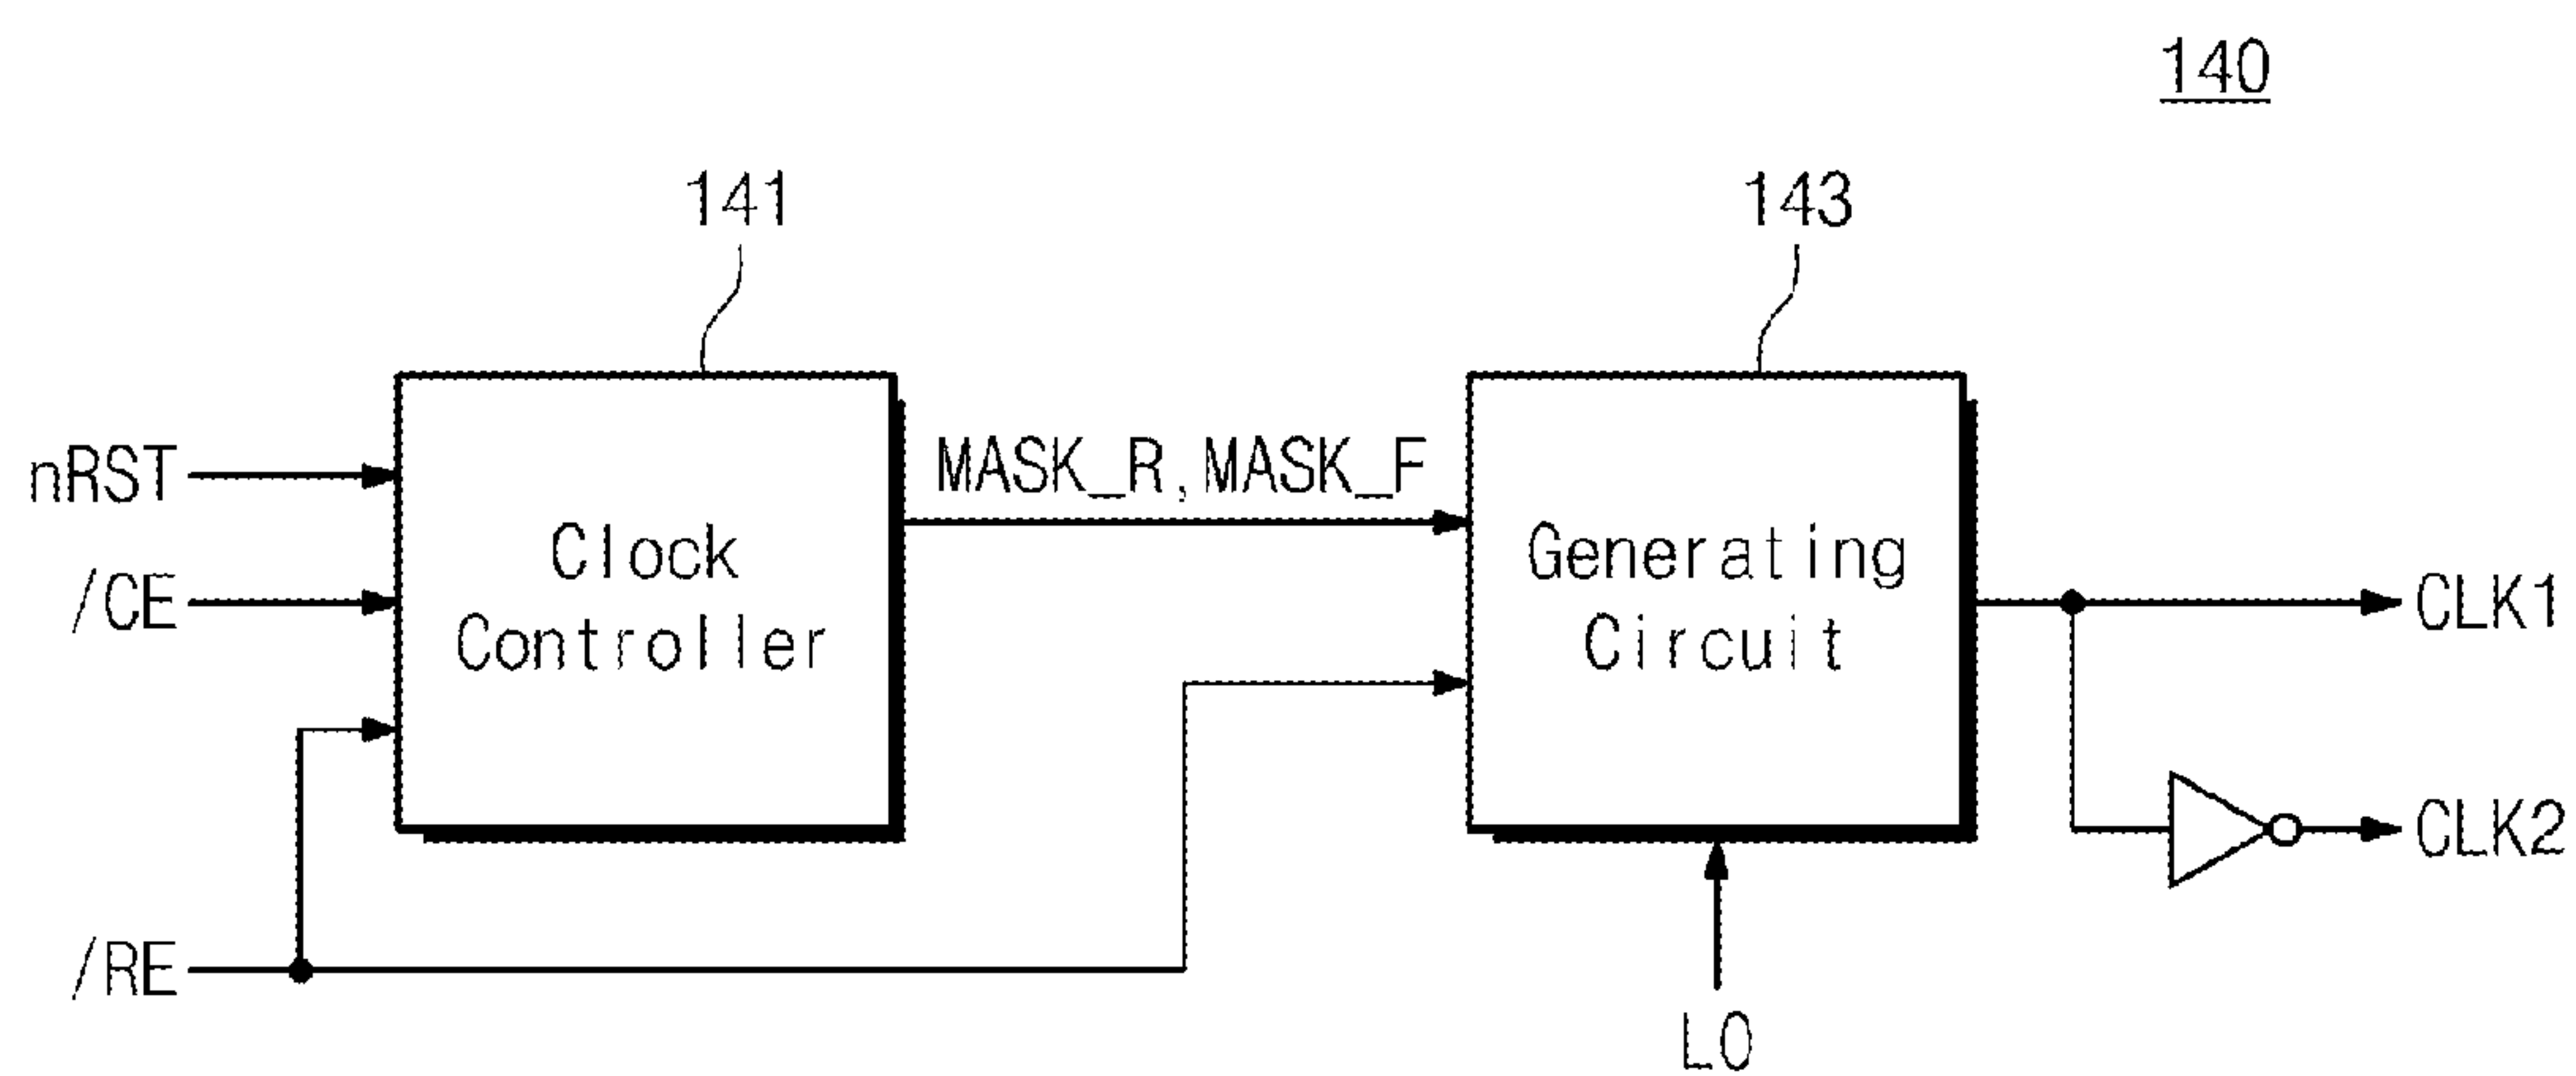 140
141
143
nRST
/CE
/RE
Clock
Controller
MASK_R,MASK_F
Generating
Circuit
LO
CLK1
CLK2